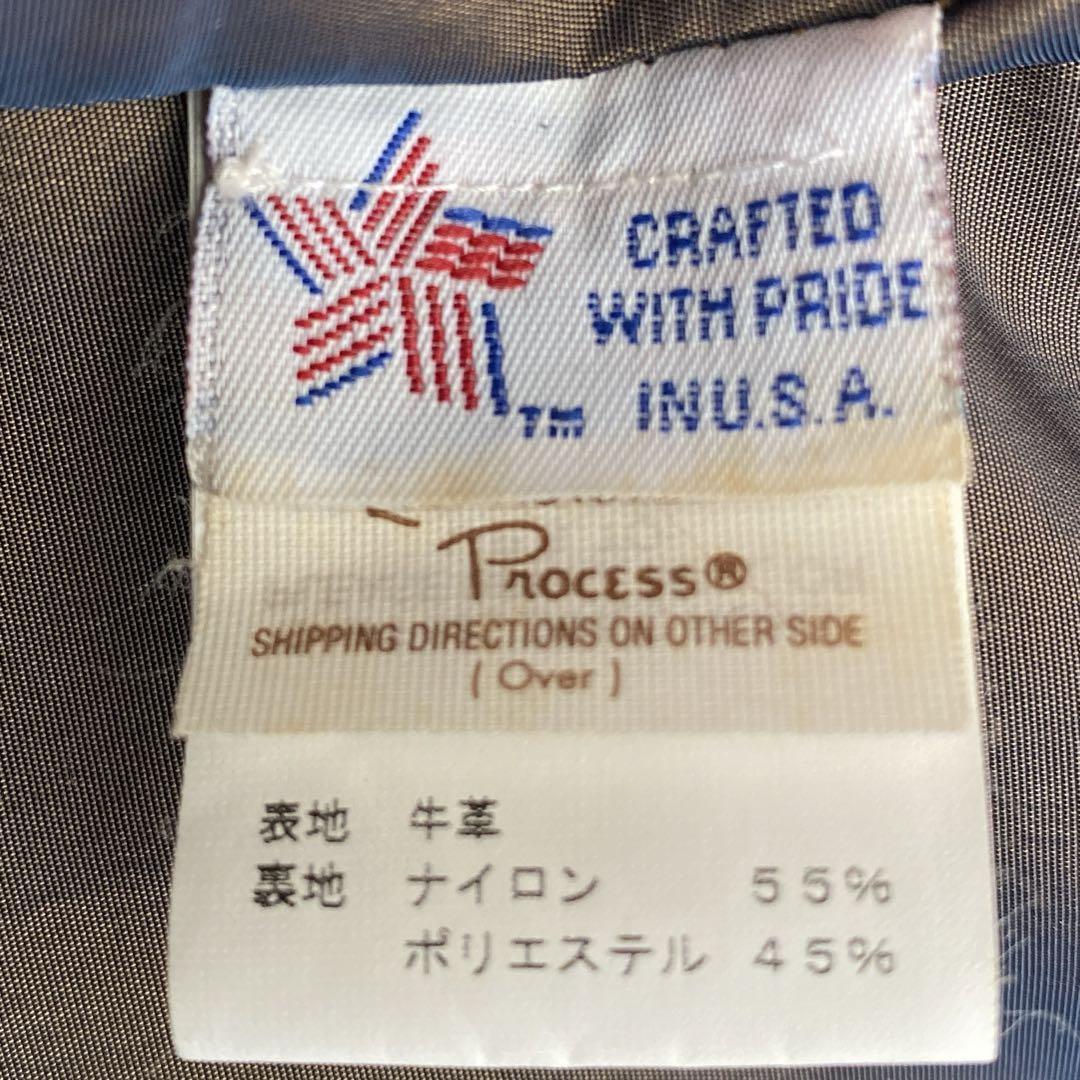 CRAFTED
WITH PRIDE
IN U.S.A.
TM
Process®
SHIPPING DIRECTIONS ON OTHER SIDE
( Over )
表地 牛革
裏地 ナイロン 55%
ポリエステル 45%